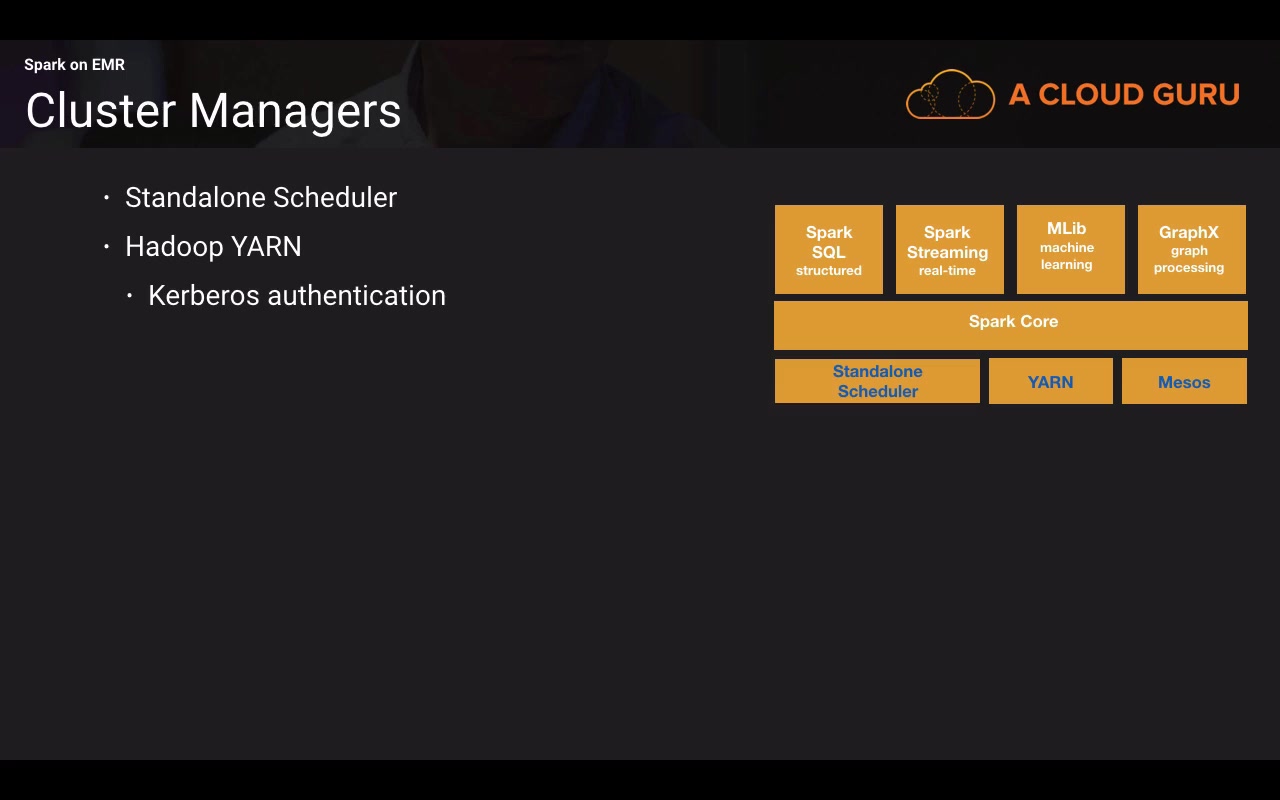 Spark on EMR
Cluster Managers
A CLOUD GURU
· Standalone Scheduler
· Hadoop YARN
· Kerberos authentication
Spark
SQL
structured
Spark
Streaming
real-time
MLib
machine
learning
GraphX
graph
processing
Spark Core
Standalone
Scheduler
YARN
Mesos